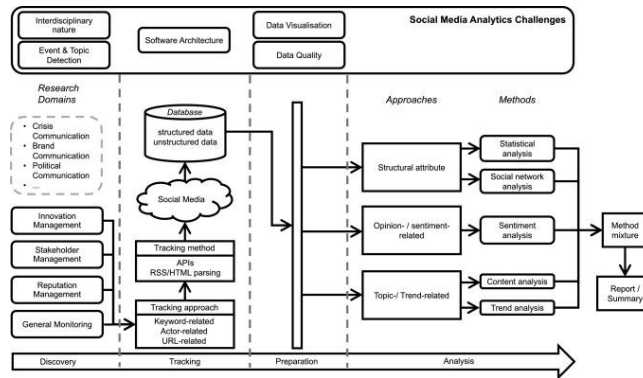 Social Media Analytics Challenges
Interdisciplinary
nature
Event & Topic
Detection
Software Architecture
Data Visualisation
Data Quality
Research
Domains
• Crisis
Communication
• Brand
Communication
• Political
Communication
• ...
Innovation
Management
Stakeholder
Management
Reputation
Management
General Monitoring
Database
structured data
unstructured data
Social Media
Tracking method
APIs
RSS/HTML parsing
Tracking approach
Keyword-related
Actor-related
URL-related
Approaches
Structural attribute
Opinion- / sentiment-
related
Topic-/ Trend-related
Methods
Statistical
analysis
Social network
analysis
Sentiment
analysis
Content analysis
Trend analysis
Method
mixture
Report /
Summary
Discovery
Tracking
Preparation
Analysis